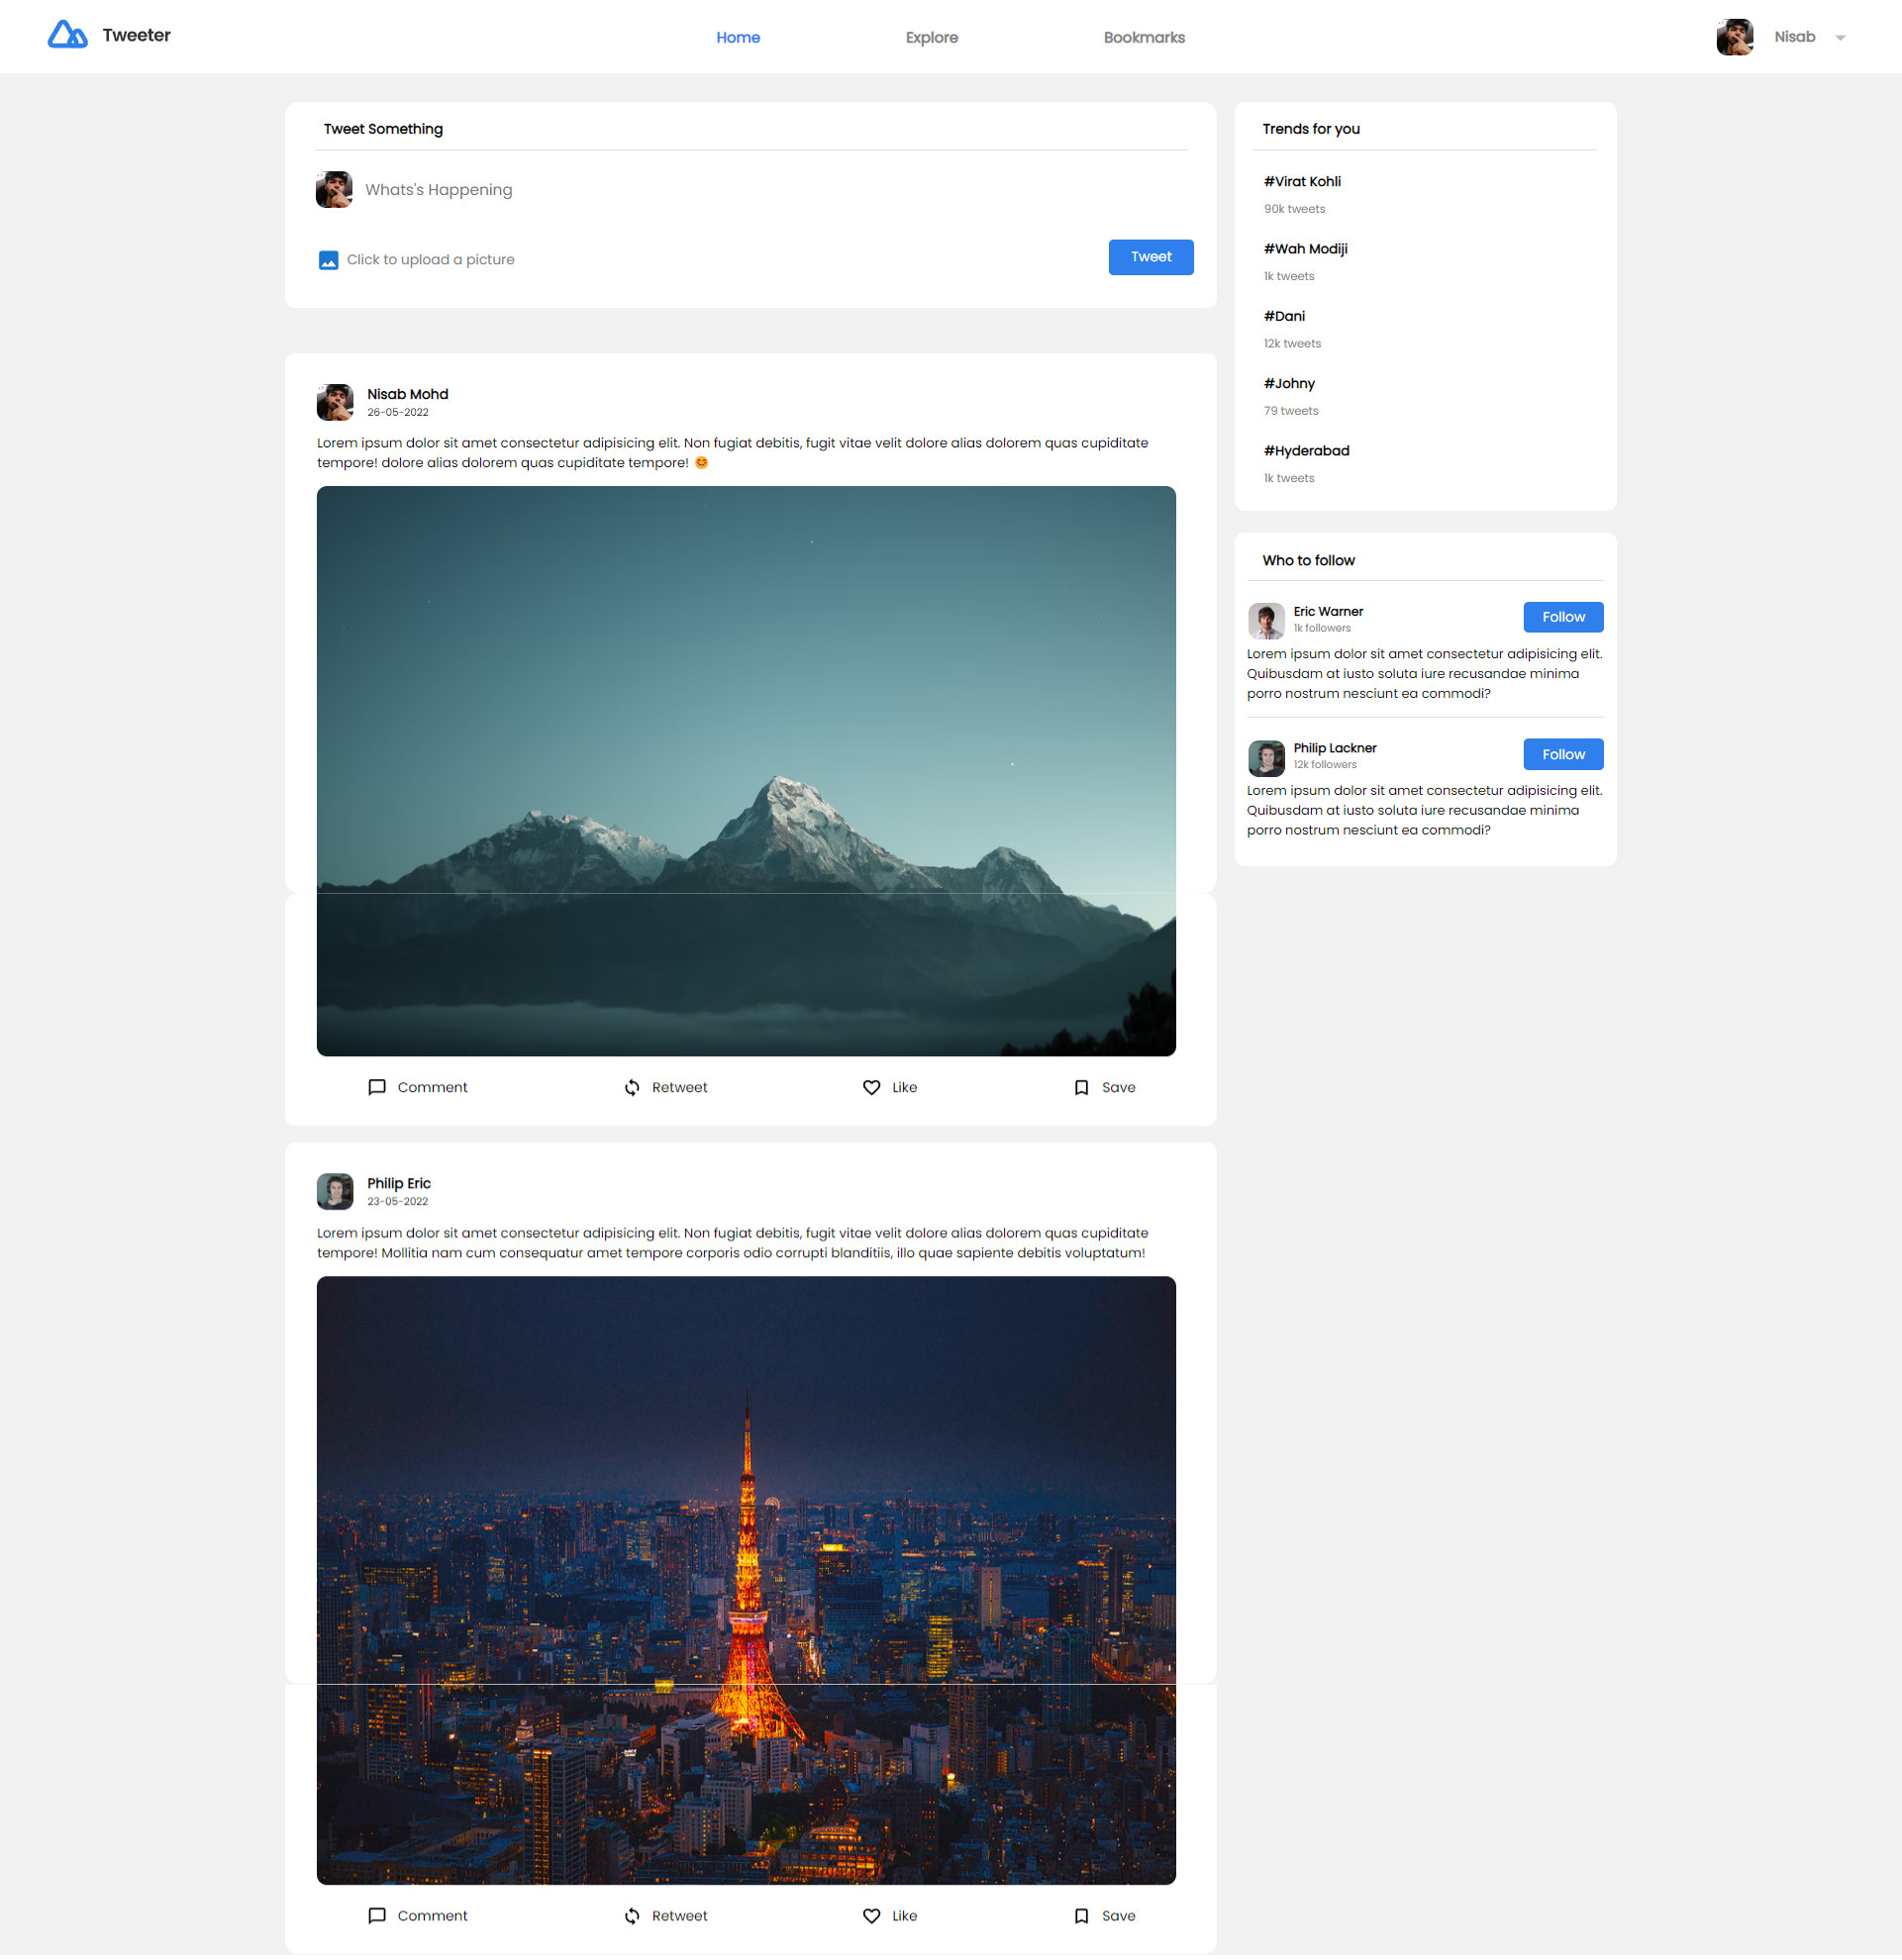 Tweeter
Home
Explore
Bookmarks
Nisab
Tweet Something
Whats's Happening
Click to upload a picture
Tweet
Nisab Mohd
26-05-2022
Lorem ipsum dolor sit amet consectetur adipisicing elit. Non fugiat debitis, fugit vitae velit dolore alias dolorem quas cupiditate
tempore! dolore alias dolorem quas cupiditate tempore! 😊
Comment
Retweet
Like
Save
Philip Eric
23-05-2022
Lorem ipsum dolor sit amet consectetur adipisicing elit. Non fugiat debitis, fugit vitae velit dolore alias dolorem quas cupiditate
tempore! Mollitia nam cum consequatur amet tempore corporis odio corrupti blanditiis, illo quae sapiente debitis voluptatum!
Comment
Retweet
Like
Save
Trends for you
#Virat Kohli
90k tweets
#Wah Modiji
1k tweets
#Dani
12k tweets
#Johny
79 tweets
#Hyderabad
1k tweets
Who to follow
Eric Warner
1k followers
Follow
Lorem ipsum dolor sit amet consectetur adipisicing elit.
Quibusdam at iusto soluta iure recusandae minima
porro nostrum nesciunt ea commodi?
Philip Lackner
12k followers
Follow
Lorem ipsum dolor sit amet consectetur adipisicing elit.
Quibusdam at iusto soluta iure recusandae minima
porro nostrum nesciunt ea commodi?